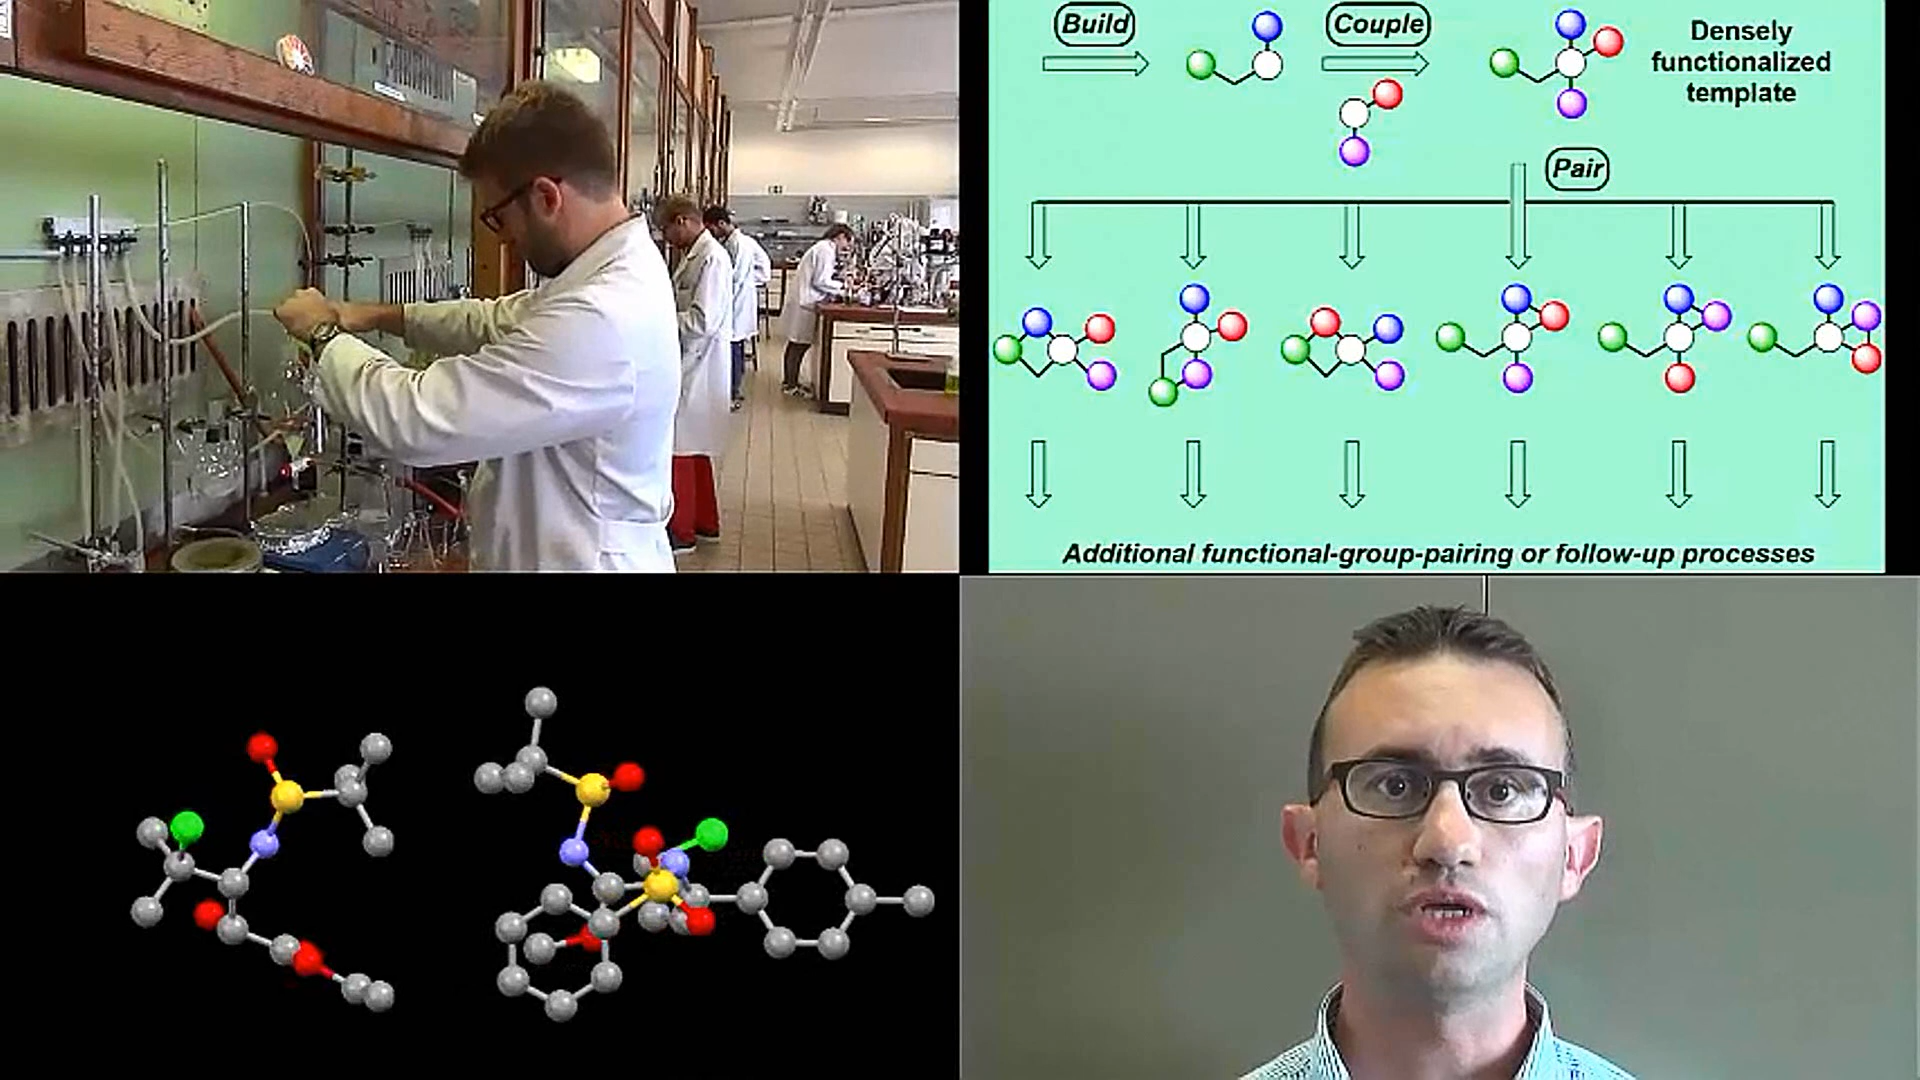 Build
Couple
Densely
functionalized
template
Pair
Additional functional-group-pairing or follow-up processes